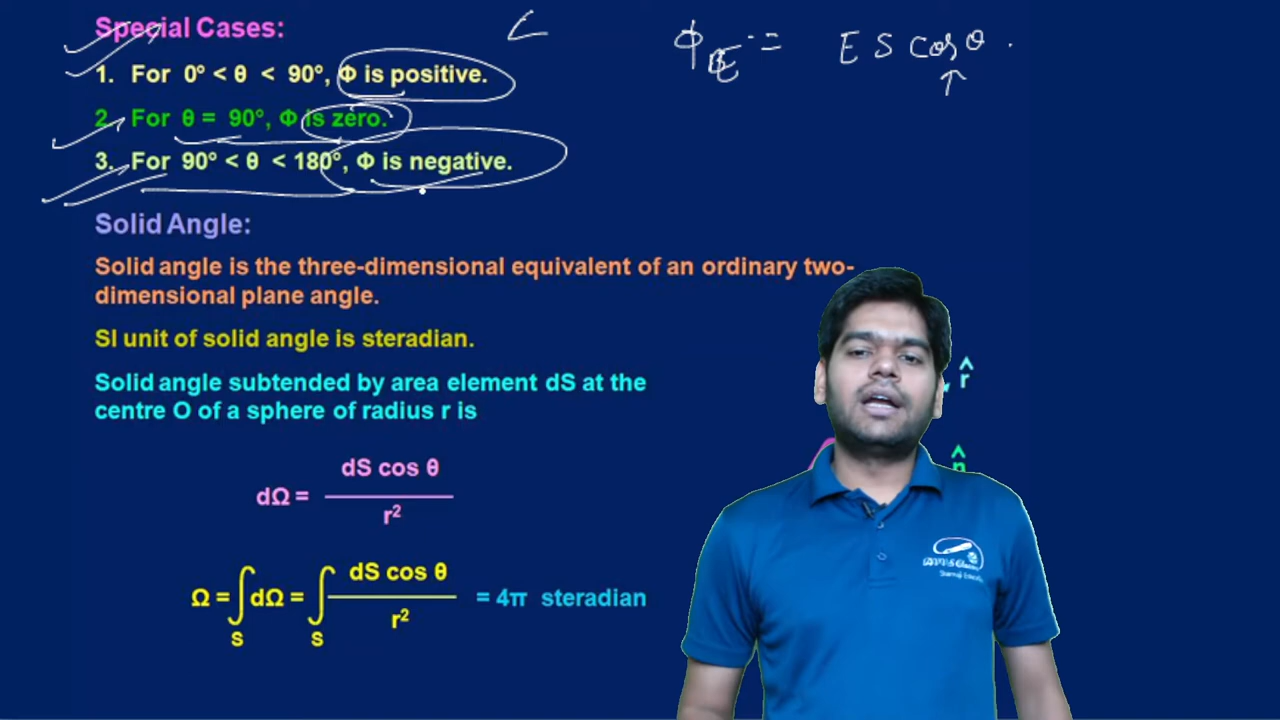 Special Cases:
Φ_E = E S cos θ
1. For 0° < θ < 90°, Φ is positive.
2. For θ = 90°, Φ is zero.
3. For 90° < θ < 180°, Φ is negative.
Solid Angle:
Solid angle is the three-dimensional equivalent of an ordinary two-
dimensional plane angle.
SI unit of solid angle is steradian.
Solid angle subtended by area element dS at the
centre O of a sphere of radius r is
r̂
n̂
dΩ = dS cos θ / r²
Ω = ∫S dΩ = ∫S dS cos θ / r² = 4π steradian